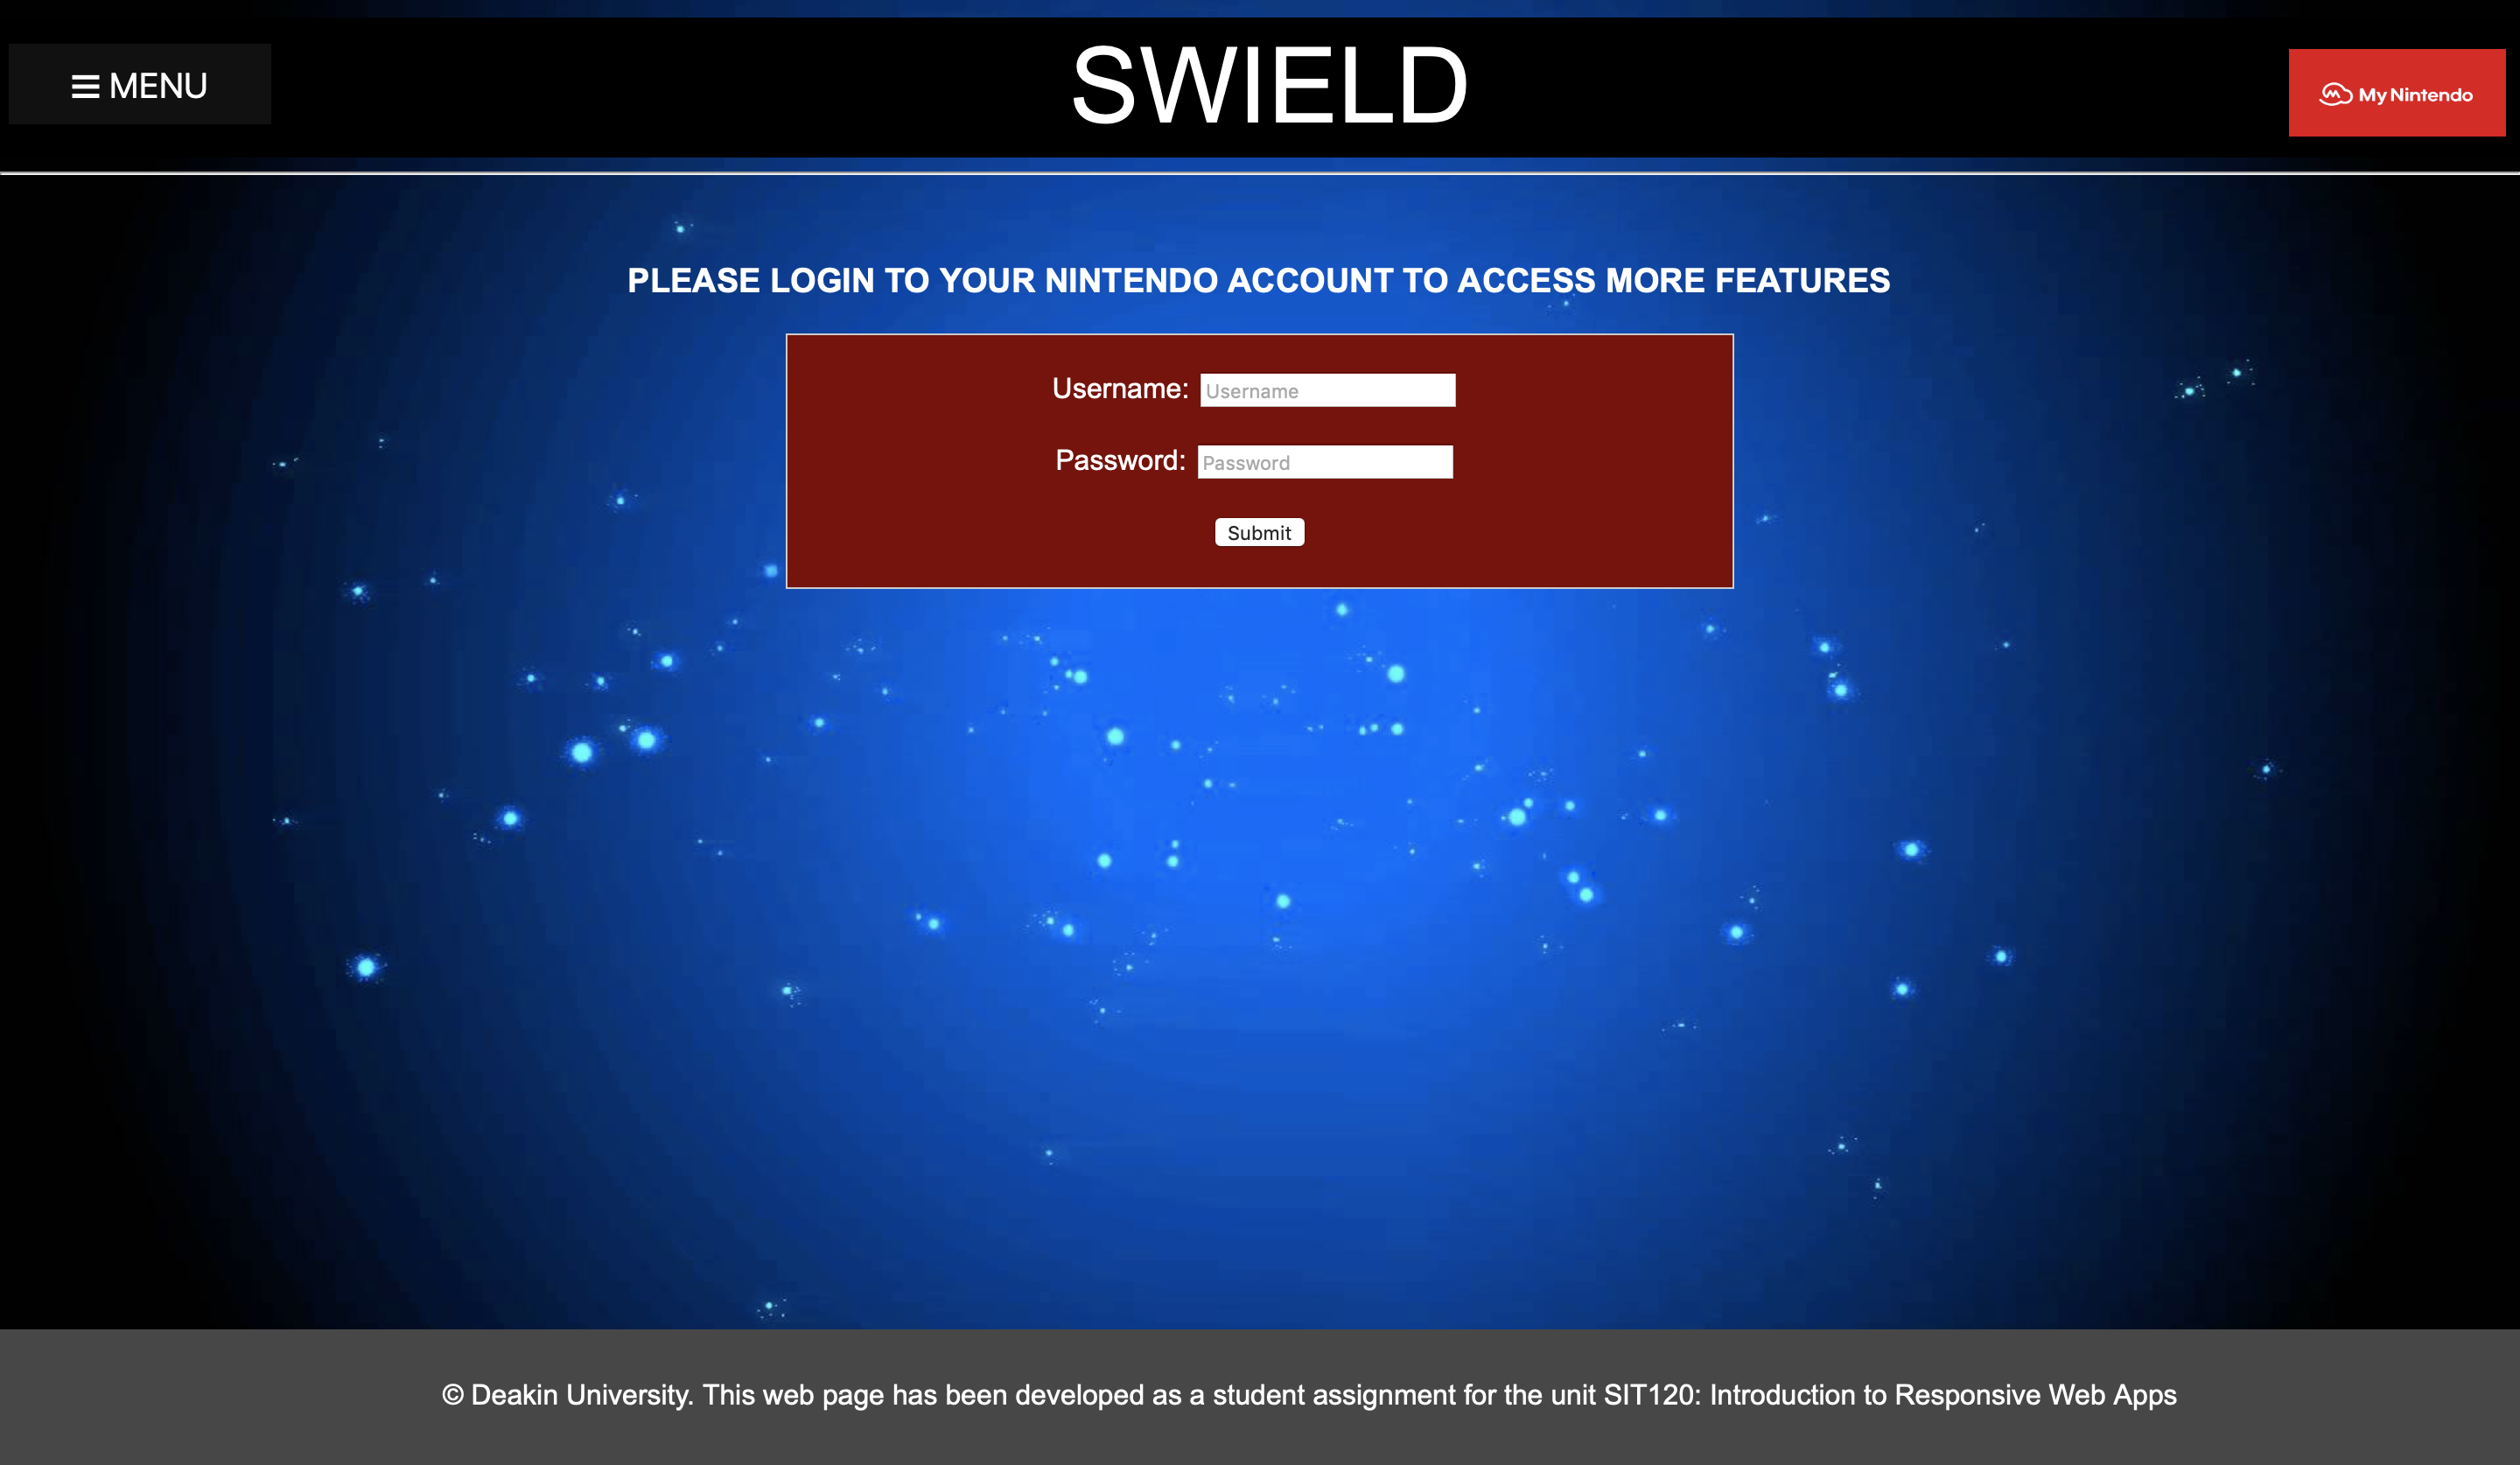 MENU
SWIELD
My Nintendo
PLEASE LOGIN TO YOUR NINTENDO ACCOUNT TO ACCESS MORE FEATURES
Username: Username
Password: Password
Submit
© Deakin University. This web page has been developed as a student assignment for the unit SIT120: Introduction to Responsive Web Apps